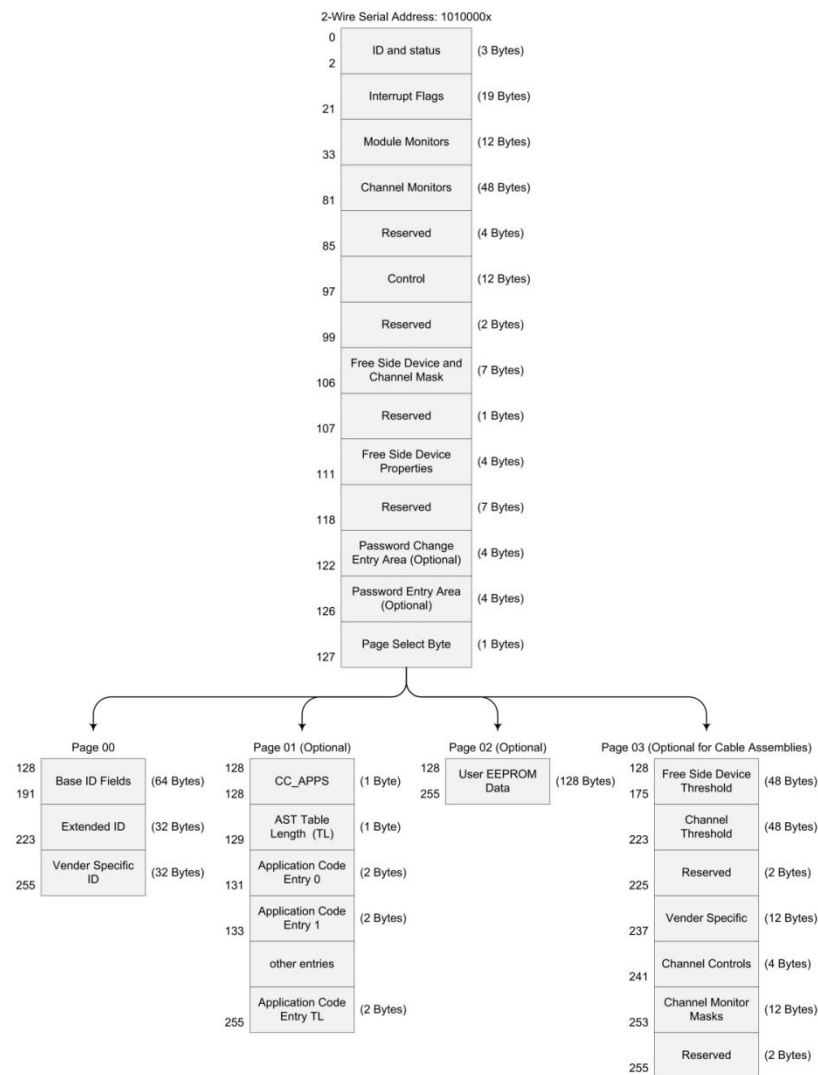 2-Wire Serial Address: 1010000x
0
ID and status
(3 Bytes)
2
Interrupt Flags
(19 Bytes)
21
Module Monitors
(12 Bytes)
33
Channel Monitors
(48 Bytes)
81
Reserved
(4 Bytes)
85
Control
(12 Bytes)
97
Reserved
(2 Bytes)
99
Free Side Device and
Channel Mask
(7 Bytes)
106
Reserved
(1 Bytes)
107
Free Side Device
Properties
(4 Bytes)
111
Reserved
(7 Bytes)
118
Password Change
Entry Area (Optional)
(4 Bytes)
122
Password Entry Area
(Optional)
(4 Bytes)
126
Page Select Byte
(1 Bytes)
127
Page 00
128
Base ID Fields
(64 Bytes)
191
Extended ID
(32 Bytes)
223
Vender Specific
ID
(32 Bytes)
255
Page 01 (Optional)
128
CC_APPS
(1 Byte)
128
AST Table
Length (TL)
(1 Byte)
129
Application Code
Entry 0
(2 Bytes)
131
Application Code
Entry 1
(2 Bytes)
133
other entries
Application Code
Entry TL
(2 Bytes)
255
Page 02 (Optional)
128
User EEPROM
Data
(128 Bytes)
255
Page 03 (Optional for Cable Assemblies)
128
Free Side Device
Threshold
(48 Bytes)
175
Channel
Threshold
(48 Bytes)
223
Reserved
(2 Bytes)
225
Vender Specific
(12 Bytes)
237
Channel Controls
(4 Bytes)
241
Channel Monitor
Masks
(12 Bytes)
253
Reserved
(2 Bytes)
255